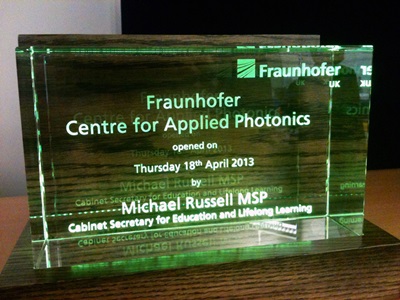 Fraunhofer
UK
Fraunhofer
Centre for Applied Photonics
opened on
Thursday 18th April 2013
by
Michael Russell MSP
Cabinet Secretary for Education and Lifelong Learning